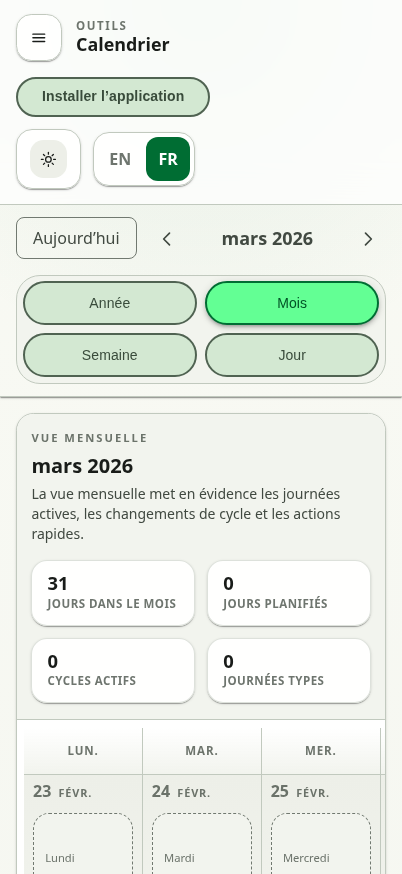 OUTILS
Calendrier
Installer l’application
EN FR
Aujourd’hui mars 2026
Année Mois
Semaine Jour
VUE MENSUELLE
mars 2026
La vue mensuelle met en évidence les journées
actives, les changements de cycle et les actions
rapides.
31 0
JOURS DANS LE MOIS JOURS PLANIFIÉS
0 0
CYCLES ACTIFS JOURNÉES TYPES
LUN. MAR. MER.
23 FÉVR. 24 FÉVR. 25 FÉVR.
Lundi Mardi Mercredi